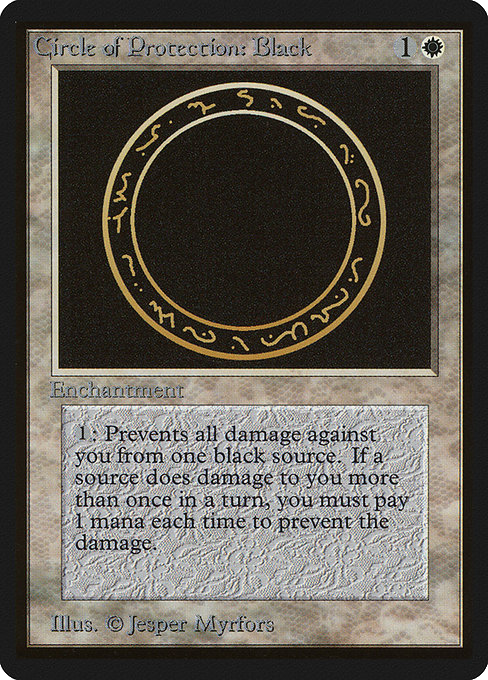 Circle of Protection: Black 1
Enchantment
1: Prevents all damage against
you from one black source. If a
source does damage to you more
than once in a turn, you must pay
1 mana each time to prevent the
damage.
Illus. © Jesper Myrfors